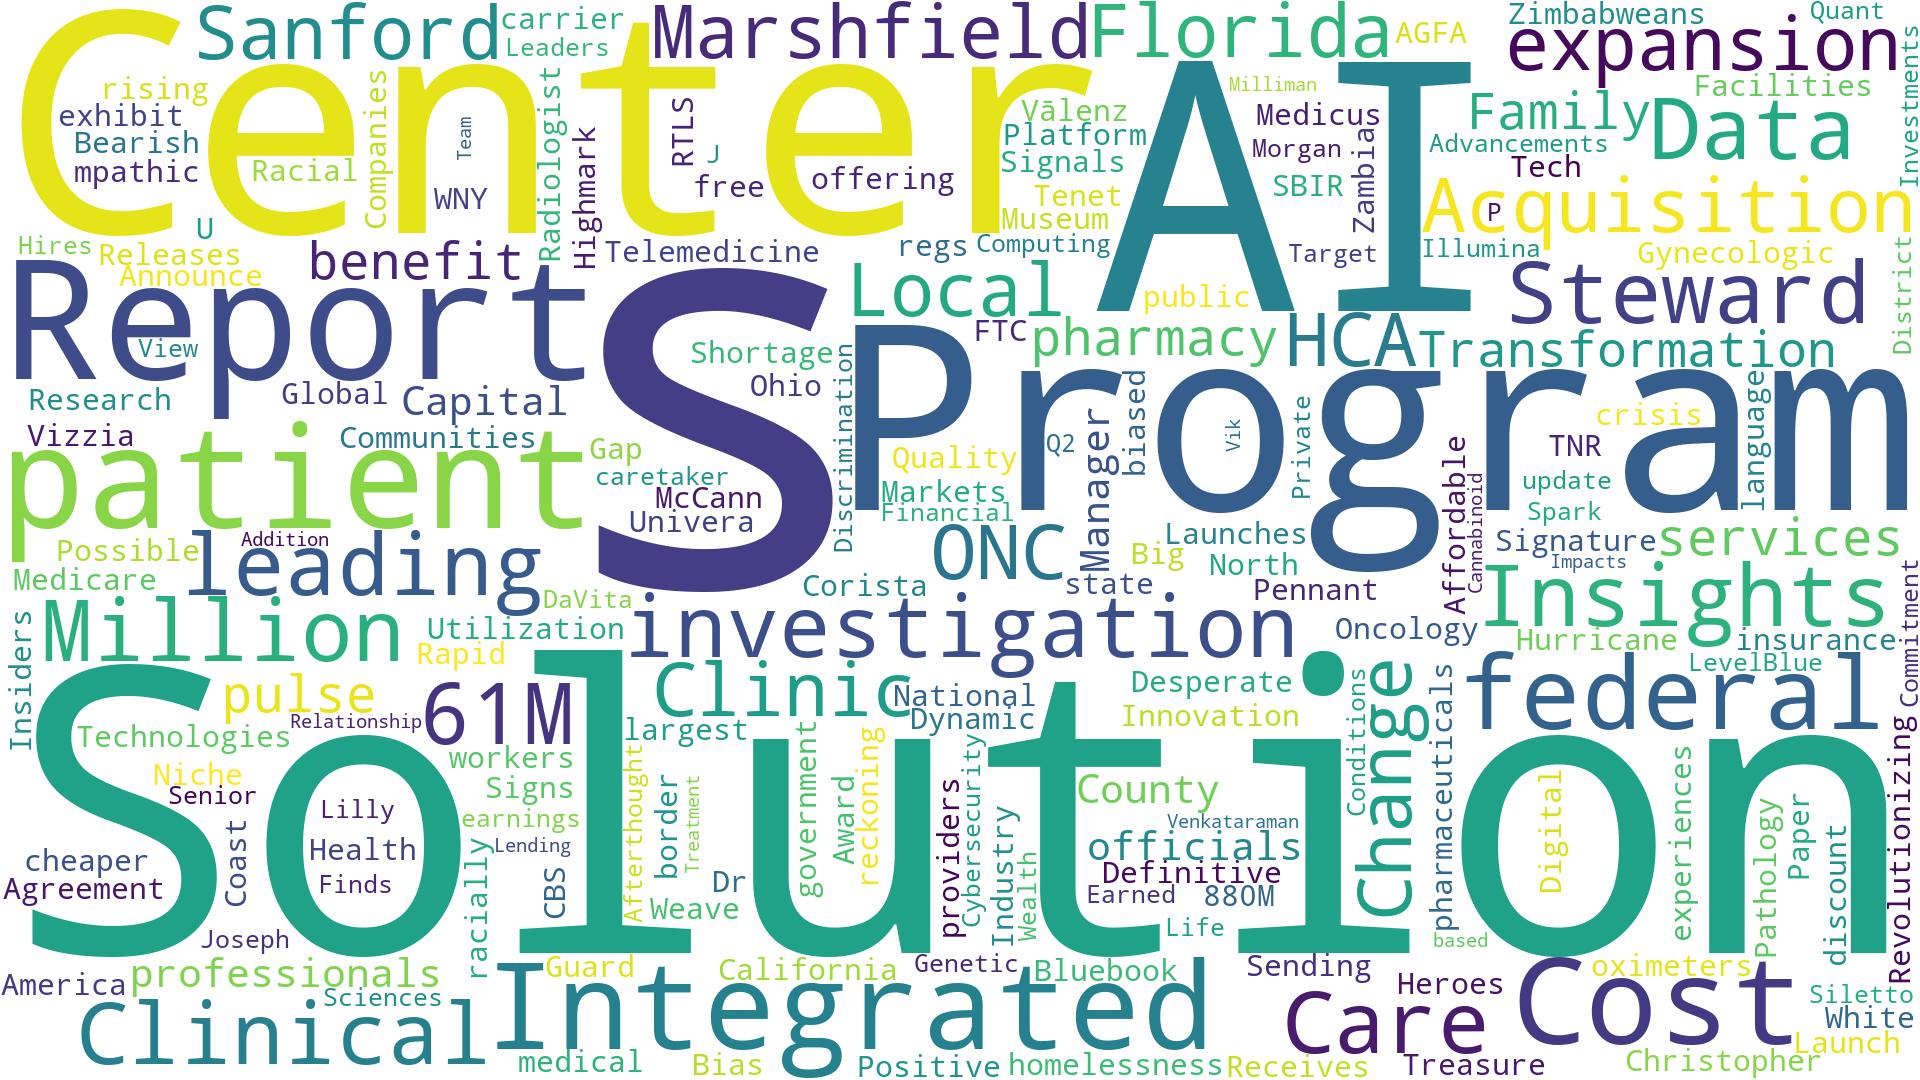 Center
Sanford
carrier
Leaders
Marshfield
Florida
AGFA
Zimbabweans
Quant
expansion
Investments
rising
exhibit
Bearish
mpathic
Racial
Companies
Team
WNY
Radiologist
Highmark
RTLS
J
free
offering
Vālenz
Platform
Signals
Tenet
Museum
AI
Milliman
Medicus
Morgan
SBIR
Zambia
Target
Family
Facilities
Data
Advancements
Tech
Acquisition
P
Illumina
Gynecologic
U
Hires
Releases
Announce
benefit
Telemedicine
regs
Computing
Report
View
S
Local
public
FTC
pharmacy
HCA
Steward
Transformation
District
Research
Global
Capital
Shortage
Ohio
Discrimination
Program
Vizzia
Communities
Gap
caretaker
McCann
Univera
Quality
Markets
Financial
Q2
Manager
biased
Vik
Private
Affordable
Cannabinoid
TNR
crisis
language
update
Spark
patient
Possible
Medicare
leading
Addition
DaVita
Corista
ONC
state
Big
Launches
North
Pennant
Signature
Impacts
services
Insiders
Million
Utilization
Rapid
investigation
Oncology
Insights
Hurricane
insurance
LevelBlue
Commitment
pulse
Relationship
61M
Clinic
National
Dynamic
Desperate
Innovation
Conditions
Change
pharmaceuticals
federal
Solution
Technologies
Niche
Senior
Lilly
Health
Finds
largest
workers
Signs
earnings
Lending
Afterthought
border
Treatment
government
Award
reckoning
providers
Cybersecurity
Industry
Wealth
County
Venkataraman
officials
Definitive
Earned
88OM
Life
based
Digital
experiences
Pathology
Paper
discount
Revolutionizing
cheaper
Agreement
Coast
Joseph
racially
CBS
Dr
Weave
America
professionals
Sciences
Guard
California
Genetic
Bluebook
Sending
Heroes
oximeters
Siletto
White
Launch
Clinical
Integrated
Care
Cost
medical
Bias
Positive
homelessness
Receives
Treasure
Christopher